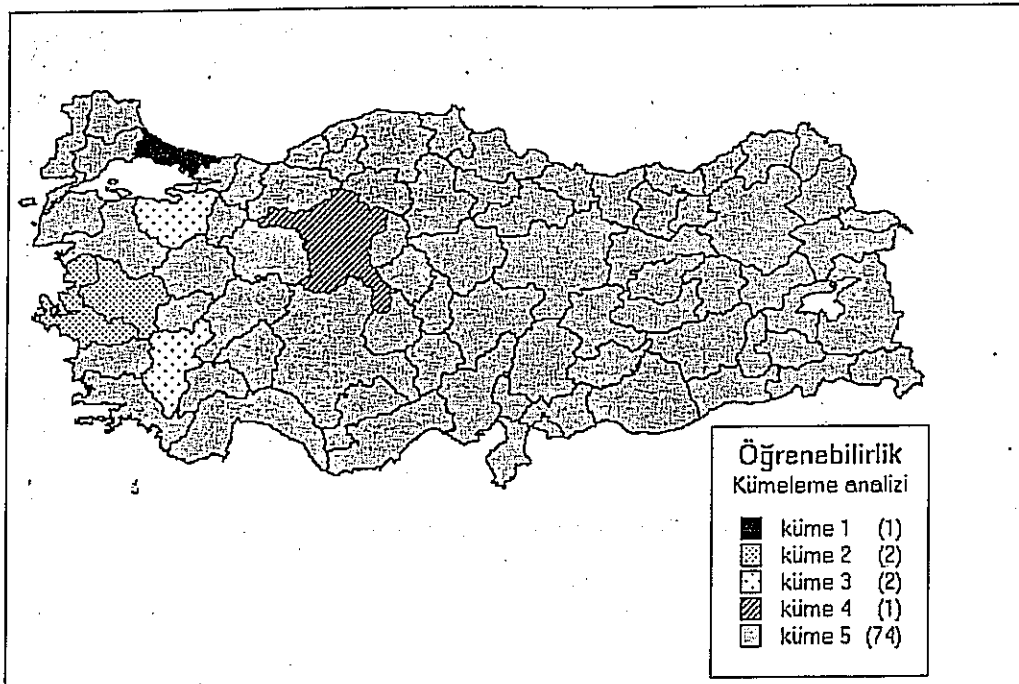 Öğrenebilirlik
Kümeleme analizi
küme 1 (1)
küme 2 (2)
küme 3 (2)
küme 4 (1)
küme 5 (74)